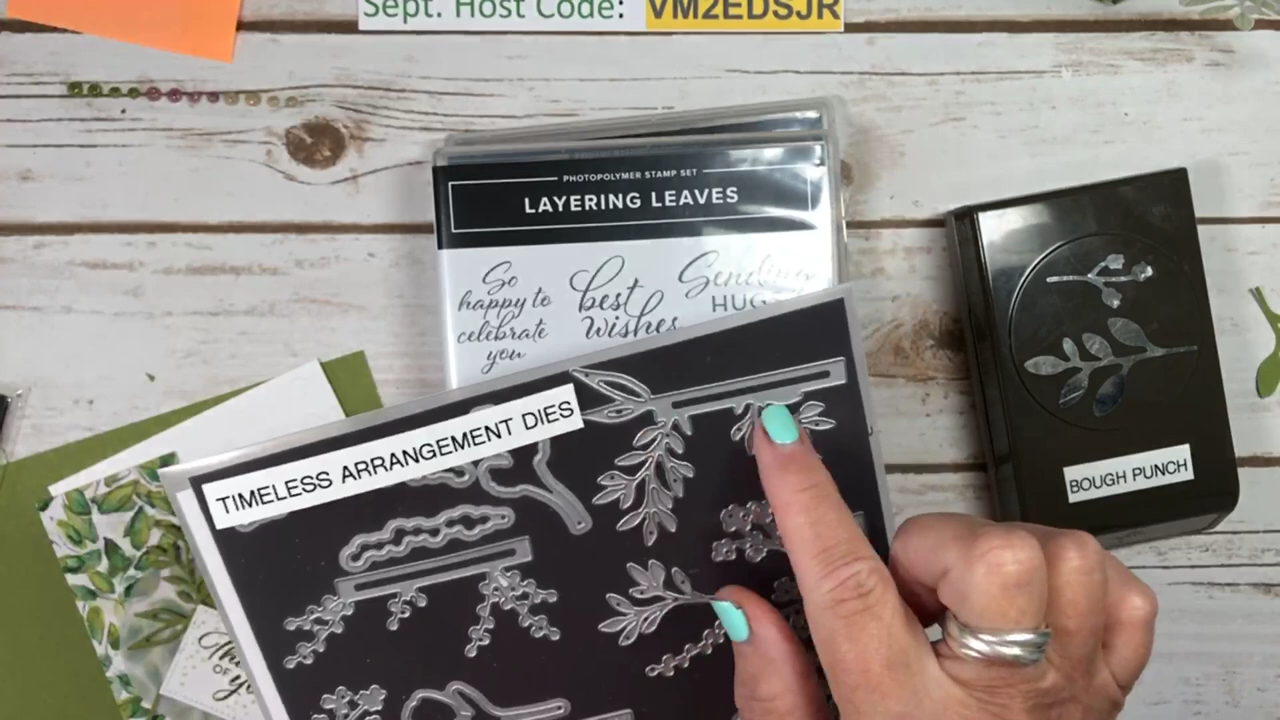 Sept. Host Code: VM2EDSJR
PHOTOPOLYMER STAMP SET
LAYERING LEAVES
So
happy to
celebrate
you
best
wishes
Sending
HUG
TIMELESS ARRANGEMENT DIES
BOUGH PUNCH